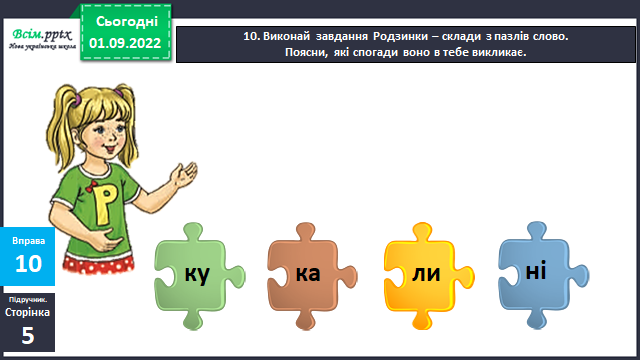 Всім.pptx
Нова українська школа
Сьогодні
01.09.2022
10. Виконай завдання Родзинки – склади з пазлів слово.
Поясни, які спогади воно в тебе викликає.
Р
ку
ка
ли
ні
Вправа
10
Підручник.
Сторінка
5